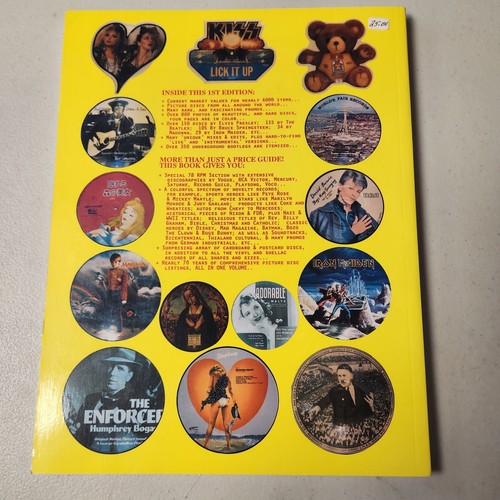 25.00
KISS
LICK IT UP
INSIDE THIS 1ST EDITION:
• CURRENT MARKET VALUES FOR NEARLY 6000 ITEMS...
• PICTURE DISCS FROM ALL AROUND THE WORLD...
• MANY RARE, AND FASCINATING PROMOS...
• OVER 800 PHOTOS OF BEAUTIFUL, AND RARE DISCS,
FOUR PAGES IN COLOR...
• OVER 150 DISCS BY ELVIS PRESLEY; 133 BY THE
BEATLES; 105 BY BRUCE SPRINGSTEEN; 34 BY
MADONNA, 29 BY IRON MAIDEN, ETC...
• MANY "UNIQUE" MIXES & EDITS, PLUS HARD-TO-FIND
"LIVE" AND "INSTRUMENTAL" VERSIONS...
• OVER 350 UNDERGROUND BOOTLEGS ARE ITEMIZED...
WORLD'S FAIR RECORDS
MORE THAN JUST A PRICE GUIDE!
THIS BOOK GIVES YOU:
• SPECIAL 78 RPM SECTION WITH EXTENSIVE
DISCOGRAPHIES BY VOGUE, RCA VICTOR, MERCURY,
SATURNE, RECORD GUILD, PLAYSONG, VOCO...
• A COLORFUL SPECTRUM OF NOVELTY RECORDS;
FOR EXAMPLE, SPORTS HEROES LIKE PETE ROSE
& MICKEY MANTLE; MOVIE STARS LIKE MARILYN
MONROE & JUDY GARLAND; PRODUCTS LIKE COKE AND
MCDONALDS; AUTOS FROM CHEVY TO MERCEDES;
HISTORICAL PIECES OF NIXON & FDR, PLUS NAZI &
WWII TITLES; RELIGIOUS TITLES OF REV. BILLY
GRAHAM, BIBLE, CHRISTMAS AND CATHOLIC; CLASSIC
HEROES BY DISNEY, MAD MAGAZINE, BATMAN, BOZO
THE CLOWN & BUGS BUNNY; AS WELL AS SOUNDTRACKS,
BICENTENNIAL, THAILAND CULTURAL, & MANY PROMOS
FROM GERMAN INDUSTRIALS, ETC...
• SURPRISING ARRAY OF CARDBOARD & POSTCARD DISCS,
IN ADDITION TO ALL THE VINYL AND SHELLAC
RECORDS OF ALL SHAPES AND SIZES...
• NEARLY 70 YEARS OF COMPREHENSIVE PICTURE DISC
LISTINGS, ALL IN ONE VOLUME...
IRON MAIDEN
ADORABLE
THE
ENFORCER
Humphrey Bogart